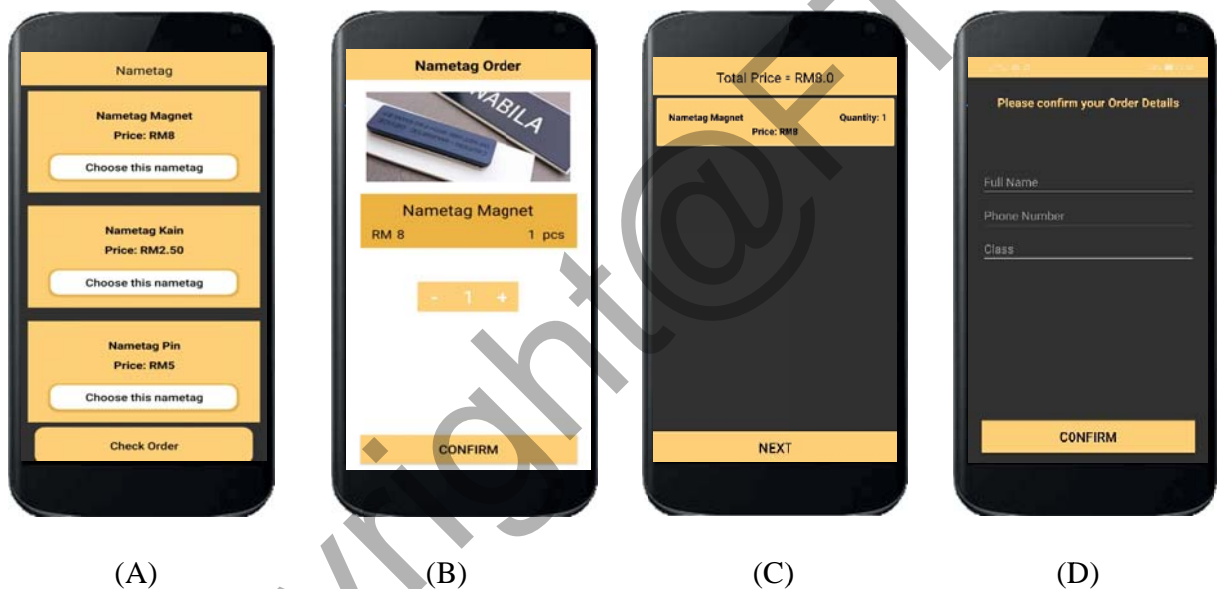 Nametag
Nametag Magnet
Price: RM8
Choose this nametag
Nametag Kain
Price: RM2.50
Choose this nametag
Nametag Pin
Price: RM5
Choose this nametag
Check Order
(A)
Nametag Order
NABILA
Nametag Magnet
RM 8 1 pcs
- 1 +
CONFIRM
(B)
Total Price = RM8.0
Nametag Magnet Quantity: 1
Price: RM8
NEXT
(C)
Please confirm your Order Details
Full Name
Phone Number
Class
CONFIRM
(D)